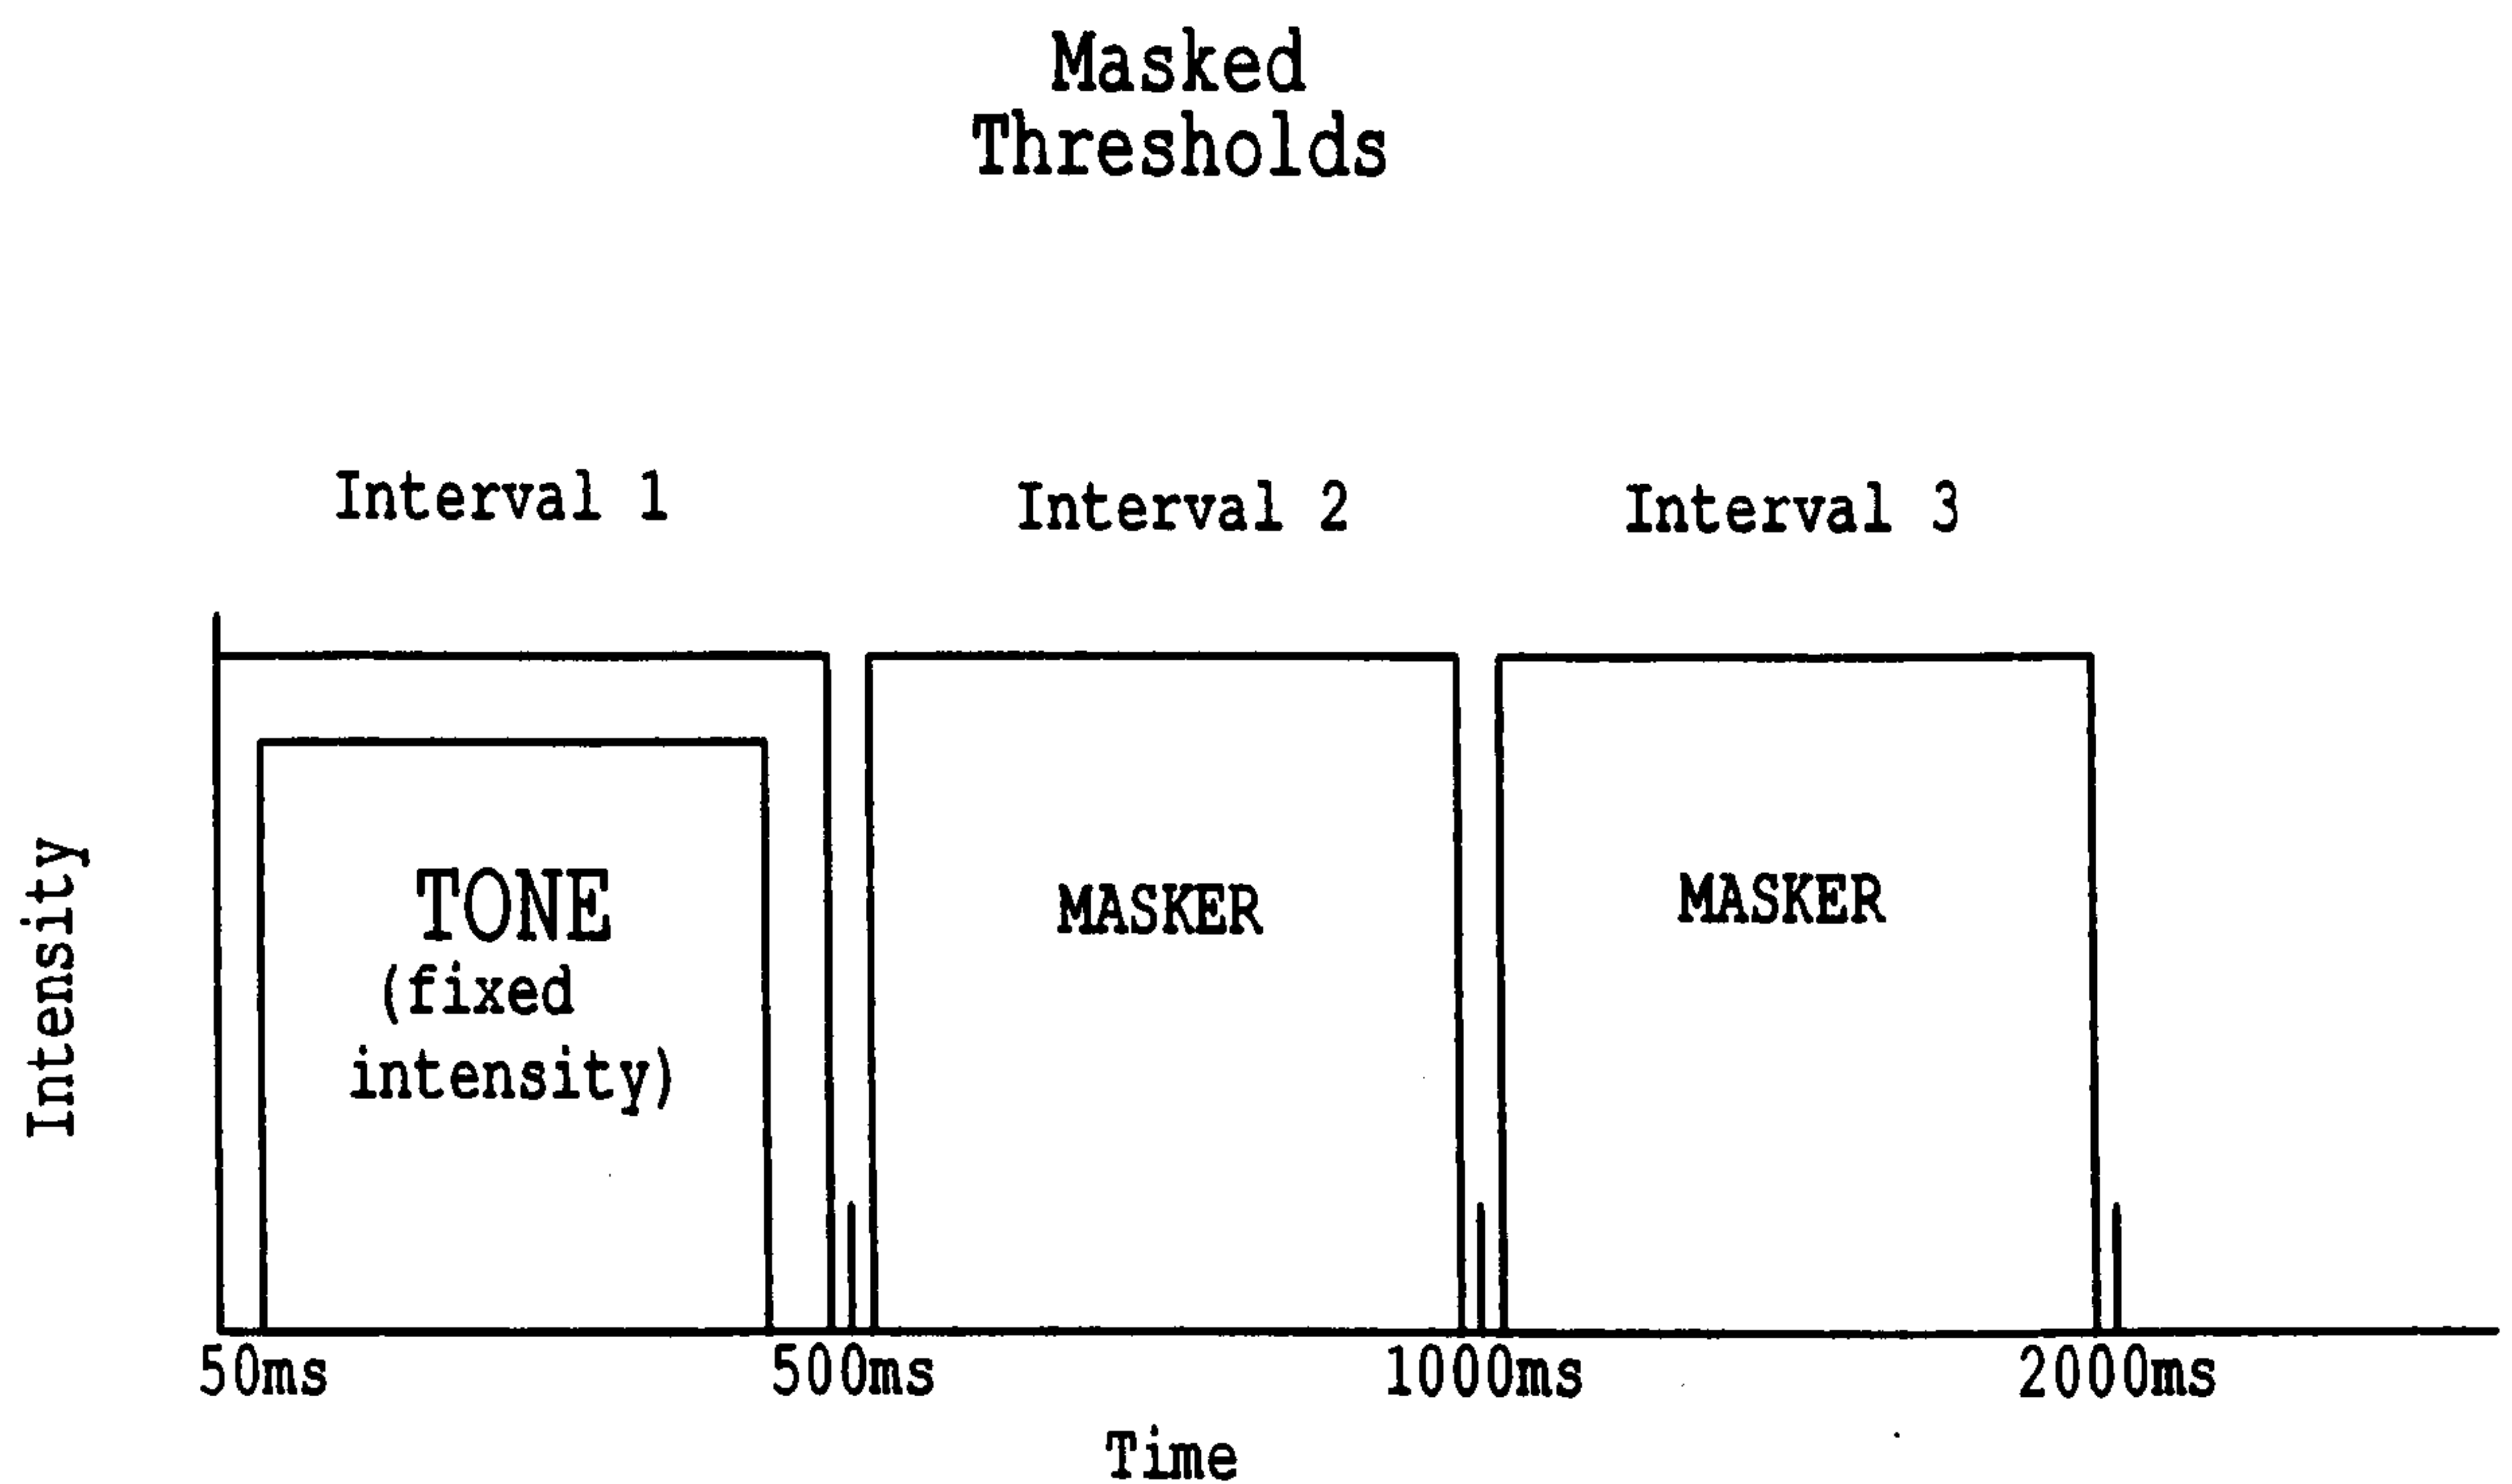 Masked
Thresholds
Interval 1
Interval 2
Interval 3
Intensity
TONE
(fixed
intensity)
MASKER
MASKER
50ms
500ms
1000ms
2000ms
Time